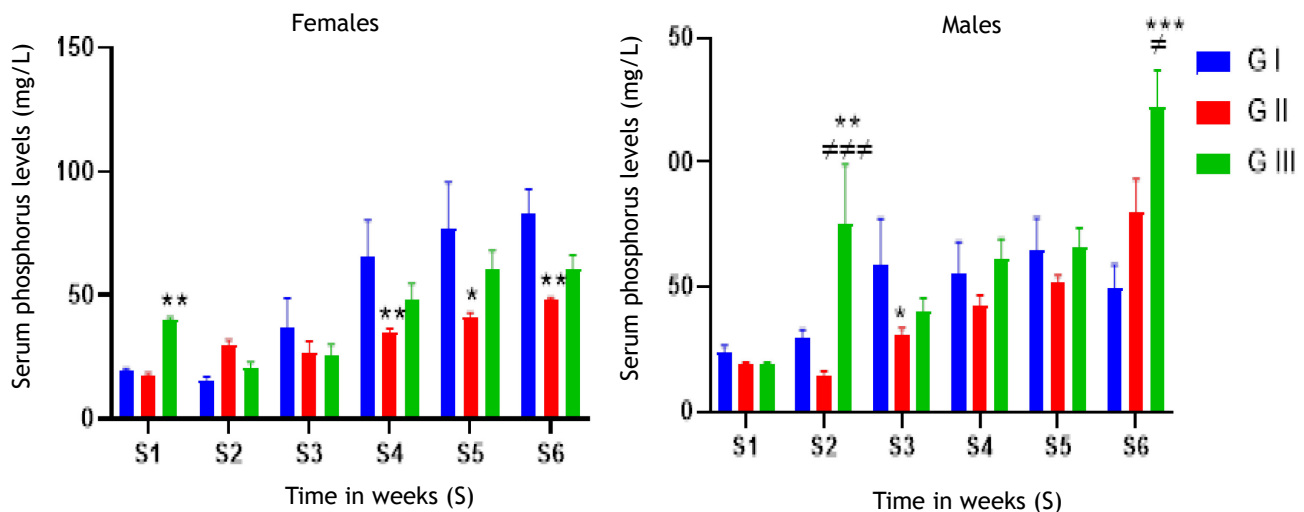 Females
Serum phosphorus levels (mg/L)
150
100
50
0
**
**
*
**
S1 S2 S3 S4 S5 S6
Time in weeks (S)
Males
Serum phosphorus levels (mg/L)
50
00
50
0
**
≠≠≠
*
***
≠
S1 S2 S3 S4 S5 S6
Time in weeks (S)
G I
G II
G III